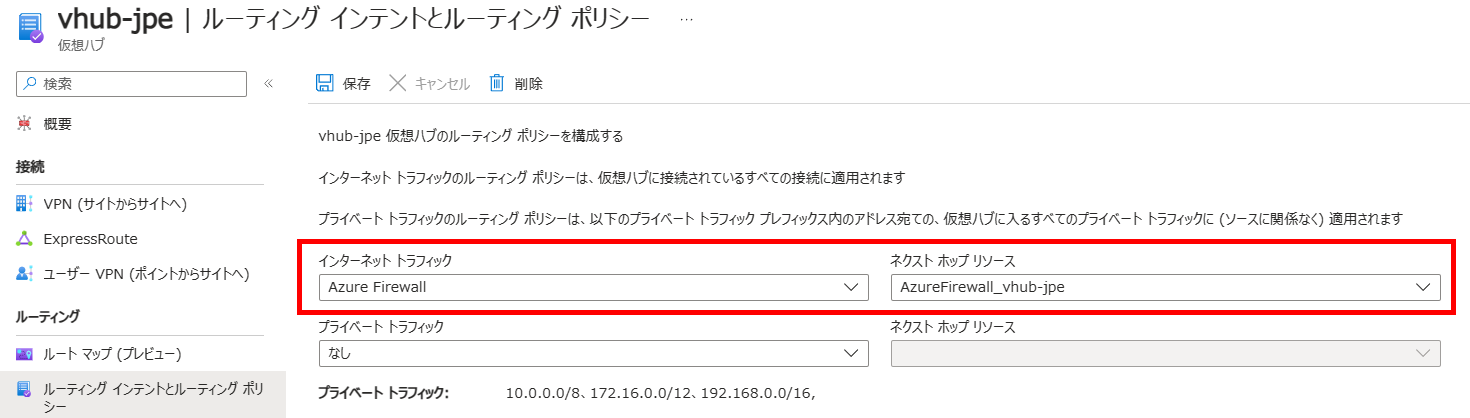 vhub-jpe | ルーティング インテントとルーティング ポリシー ...
仮想ハブ
検索
«
保存 キャンセル 削除
概要
接続
VPN (サイトからサイトへ)
ExpressRoute
ユーザー VPN (ポイントからサイトへ)
ルーティング
ルート マップ (プレビュー)
ルーティング インテントとルーティング ポリ
シー
vhub-jpe 仮想ハブのルーティング ポリシーを構成する
インターネット トラフィックのルーティング ポリシーは、仮想ハブに接続されているすべての接続に適用されます
プライベート トラフィックのルーティング ポリシーは、以下のプライベート トラフィック プレフィックス内のアドレス宛ての、仮想ハブに入るすべてのプライベート トラフィックに (ソースに関係なく) 適用されます
インターネット トラフィック ネクスト ホップ リソース
Azure Firewall AzureFirewall_vhub-jpe
プライベート トラフィック ネクスト ホップ リソース
なし
プライベート トラフィック: 10.0.0.0/8、172.16.0.0/12、192.168.0.0/16,